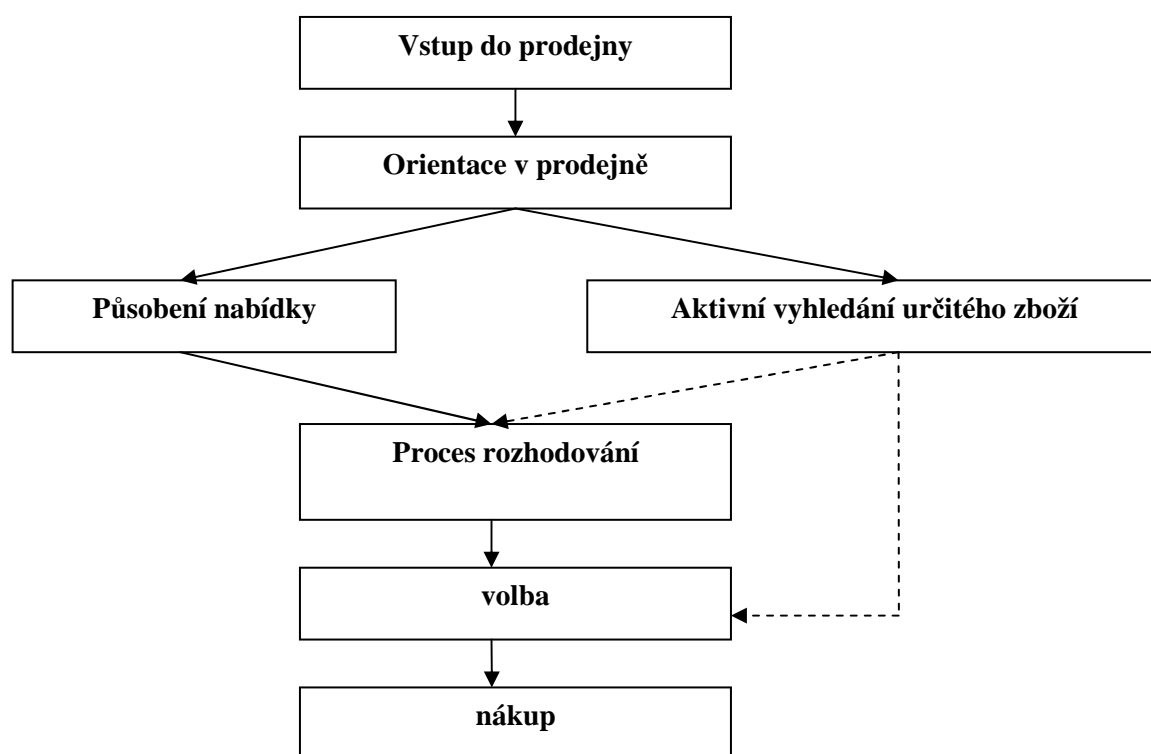 Vstup do prodejny
Orientace v prodejně
Působení nabídky
Aktivní vyhledání určitého zboží
Proces rozhodování
volba
nákup